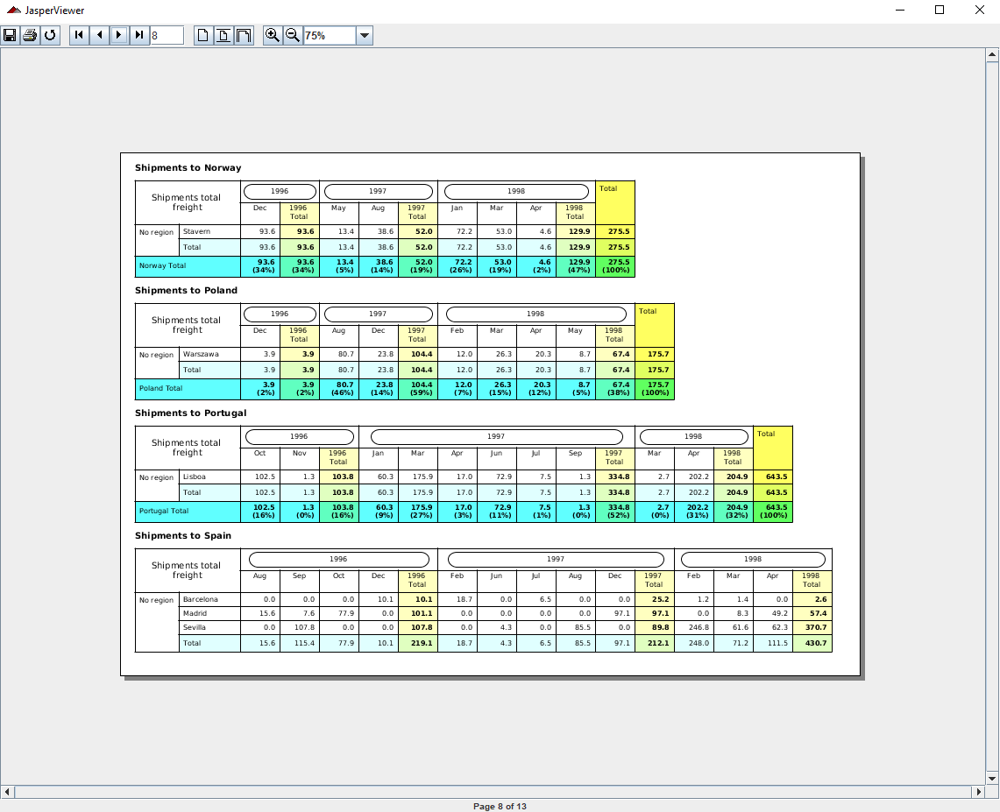 JasperViewer
8
75%
Shipments to Norway
Shipments total freight 1996 1997 1998 Total
Dec 1996 Total May Aug 1997 Total Jan Mar Apr 1998 Total
No region Stavern 93.6 93.6 13.4 38.6 52.0 72.2 53.0 4.6 129.9 275.5
Total 93.6 93.6 13.4 38.6 52.0 72.2 53.0 4.6 129.9 275.5
Norway Total 93.6 93.6 13.4 38.6 52.0 72.2 53.0 4.6 129.9 275.5
(34%) (34%) (5%) (14%) (19%) (26%) (19%) (2%) (47%) (100%)
Shipments to Poland
Shipments total freight 1996 1997 1998 Total
Dec 1996 Total Aug Dec 1997 Total Feb Mar Apr May 1998 Total
No region Warszawa 3.9 3.9 80.7 23.8 104.4 12.0 26.3 20.3 8.7 67.4 175.7
Total 3.9 3.9 80.7 23.8 104.4 12.0 26.3 20.3 8.7 67.4 175.7
Poland Total 3.9 3.9 80.7 23.8 104.4 12.0 26.3 20.3 8.7 67.4 175.7
(2%) (2%) (46%) (14%) (59%) (7%) (15%) (12%) (5%) (38%) (100%)
Shipments to Portugal
Shipments total freight 1996 1997 1998 Total
Oct Nov 1996 Total Jan Mar Apr Jun Jul Sep 1997 Total Mar Apr 1998 Total
No region Lisboa 102.5 1.3 103.8 60.3 175.9 17.0 72.9 7.5 1.3 334.8 2.7 202.2 204.9 643.5
Total 102.5 1.3 103.8 60.3 175.9 17.0 72.9 7.5 1.3 334.8 2.7 202.2 204.9 643.5
Portugal Total 102.5 1.3 103.8 60.3 175.9 17.0 72.9 7.5 1.3 334.8 2.7 202.2 204.9 643.5
(16%) (0%) (16%) (9%) (27%) (3%) (11%) (1%) (0%) (52%) (0%) (31%) (32%) (100%)
Shipments to Spain
Shipments total freight 1996 1997 1998
Aug Sep Oct Dec 1996 Total Feb Jun Jul Aug Dec 1997 Total Feb Mar Apr 1998 Total
No region Barcelona 0.0 0.0 0.0 10.1 10.1 18.7 0.0 6.5 0.0 0.0 25.2 1.2 1.4 0.0 2.6
Madrid 15.6 7.6 77.9 0.0 101.1 0.0 0.0 0.0 0.0 97.1 97.1 0.0 8.3 49.2 57.4
Sevilla 0.0 107.8 0.0 0.0 107.8 0.0 4.3 0.0 85.5 0.0 89.8 246.8 61.6 62.3 370.7
Total 15.6 115.4 77.9 10.1 219.1 18.7 4.3 6.5 85.5 97.1 212.1 248.0 71.2 111.5 430.7
Page 8 of 13